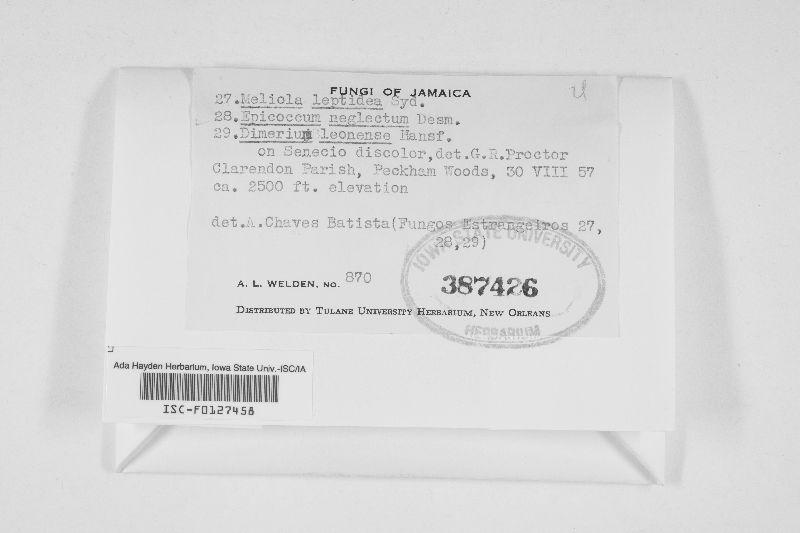 FUNGI OF JAMAICA
27.Meliola leptidea Syd.
28.Epicoccum neglectum Desm.
29.Dimerium leonense Hansf.
on Senecio discolor,det.G.R.Proctor
Clarendon Parish, Peckham Woods, 30 VIII 57
ca. 2500 ft. elevation
det.A.Chaves Batista(Fungos Estrangeiros 27,
28,29)
IOWA STATE UNIVERSITY
387426
HERBARIUM
A. L. WELDEN, NO. 870
DISTRIBUTED BY TULANE UNIVERSITY HERBARIUM, NEW ORLEANS
Ada Hayden Herbarium, Iowa State Univ.-ISC/IA
ISC-F0127458